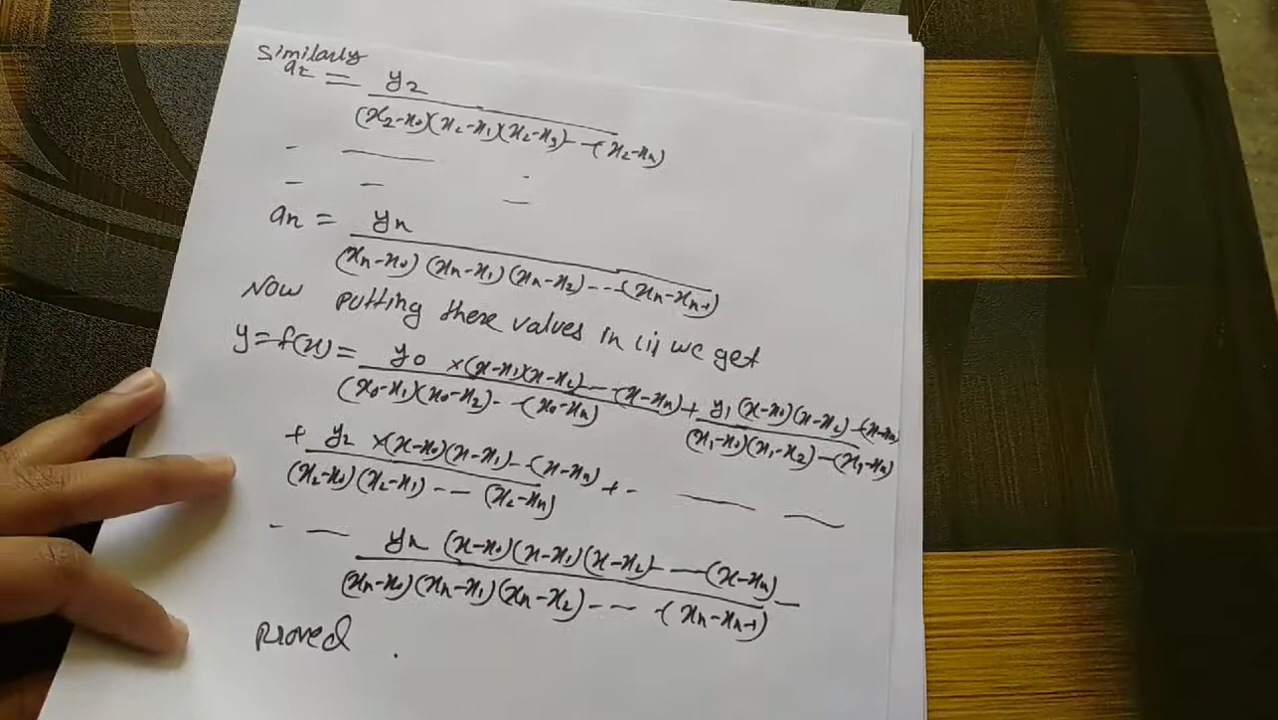 Similarly
a₂ = y₂ / (x₂-x₀)(x₂-x₁)(x₂-x₃)--(x₂-xₙ)
- —
- - =
aₙ = yₙ / (xₙ-x₀)(xₙ-x₁)(xₙ-x₂)---(xₙ-xₙ₋₁)
Now putting these values in (i) we get
y=f(x)= y₀ ×(x-x₁)(x-x₂)---(x-xₙ) / (x₀-x₁)(x₀-x₂)--(x₀-xₙ) + y₁(x-x₀)(x-x₂)-(x-xₙ) / (x₁-x₀)(x₁-x₂)-(x₁-xₙ)
+ y₂ ×(x-x₀)(x-x₁)--(x-xₙ) / (x₂-x₀)(x₂-x₁)---(x₂-xₙ) + - — —
- — yₙ (x-x₀)(x-x₁)(x-x₂)---(x-xₙ) / (xₙ-x₀)(xₙ-x₁)(xₙ-x₂)----(xₙ-xₙ₋₁)
Proved .